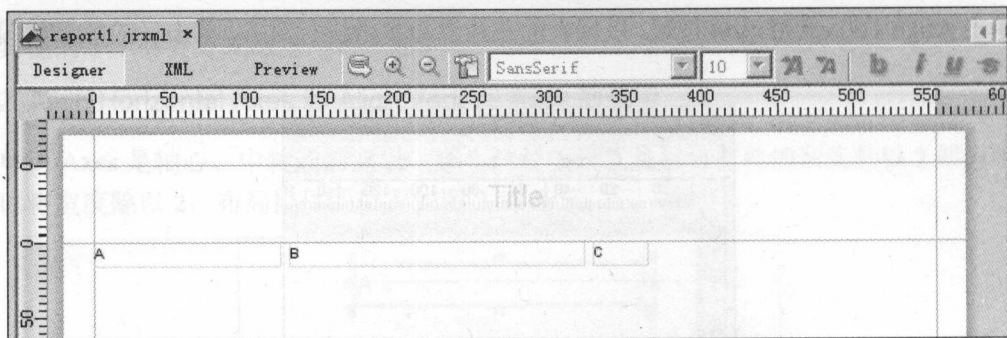 report1.jrxml ×
Designer XML Preview SansSerif 10 A A b i u s
0 50 100 150 200 250 300 350 400 450 500 550 60
0
Title
0
A B C
50